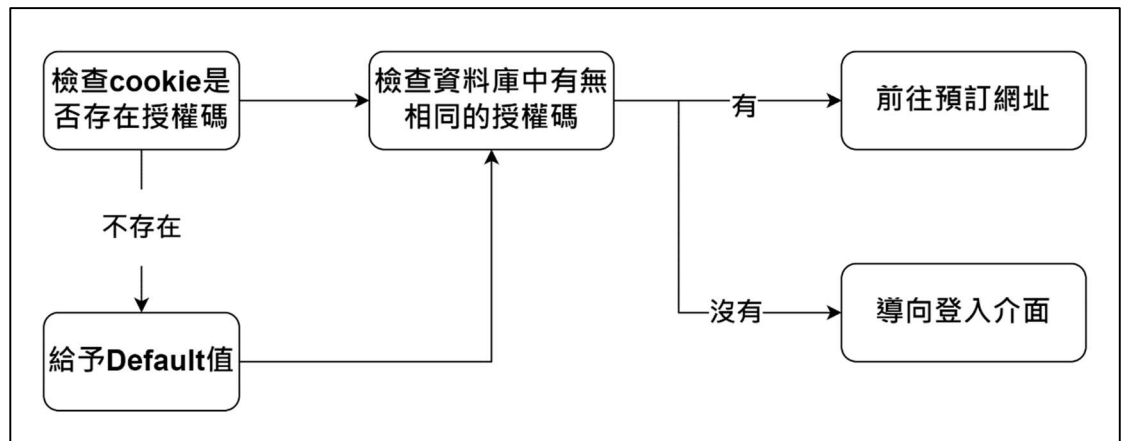 檢查cookie是
否存在授權碼
檢查資料庫中有無
相同的授權碼
有
前往預訂網址
不存在
沒有
導向登入介面
給予Default值